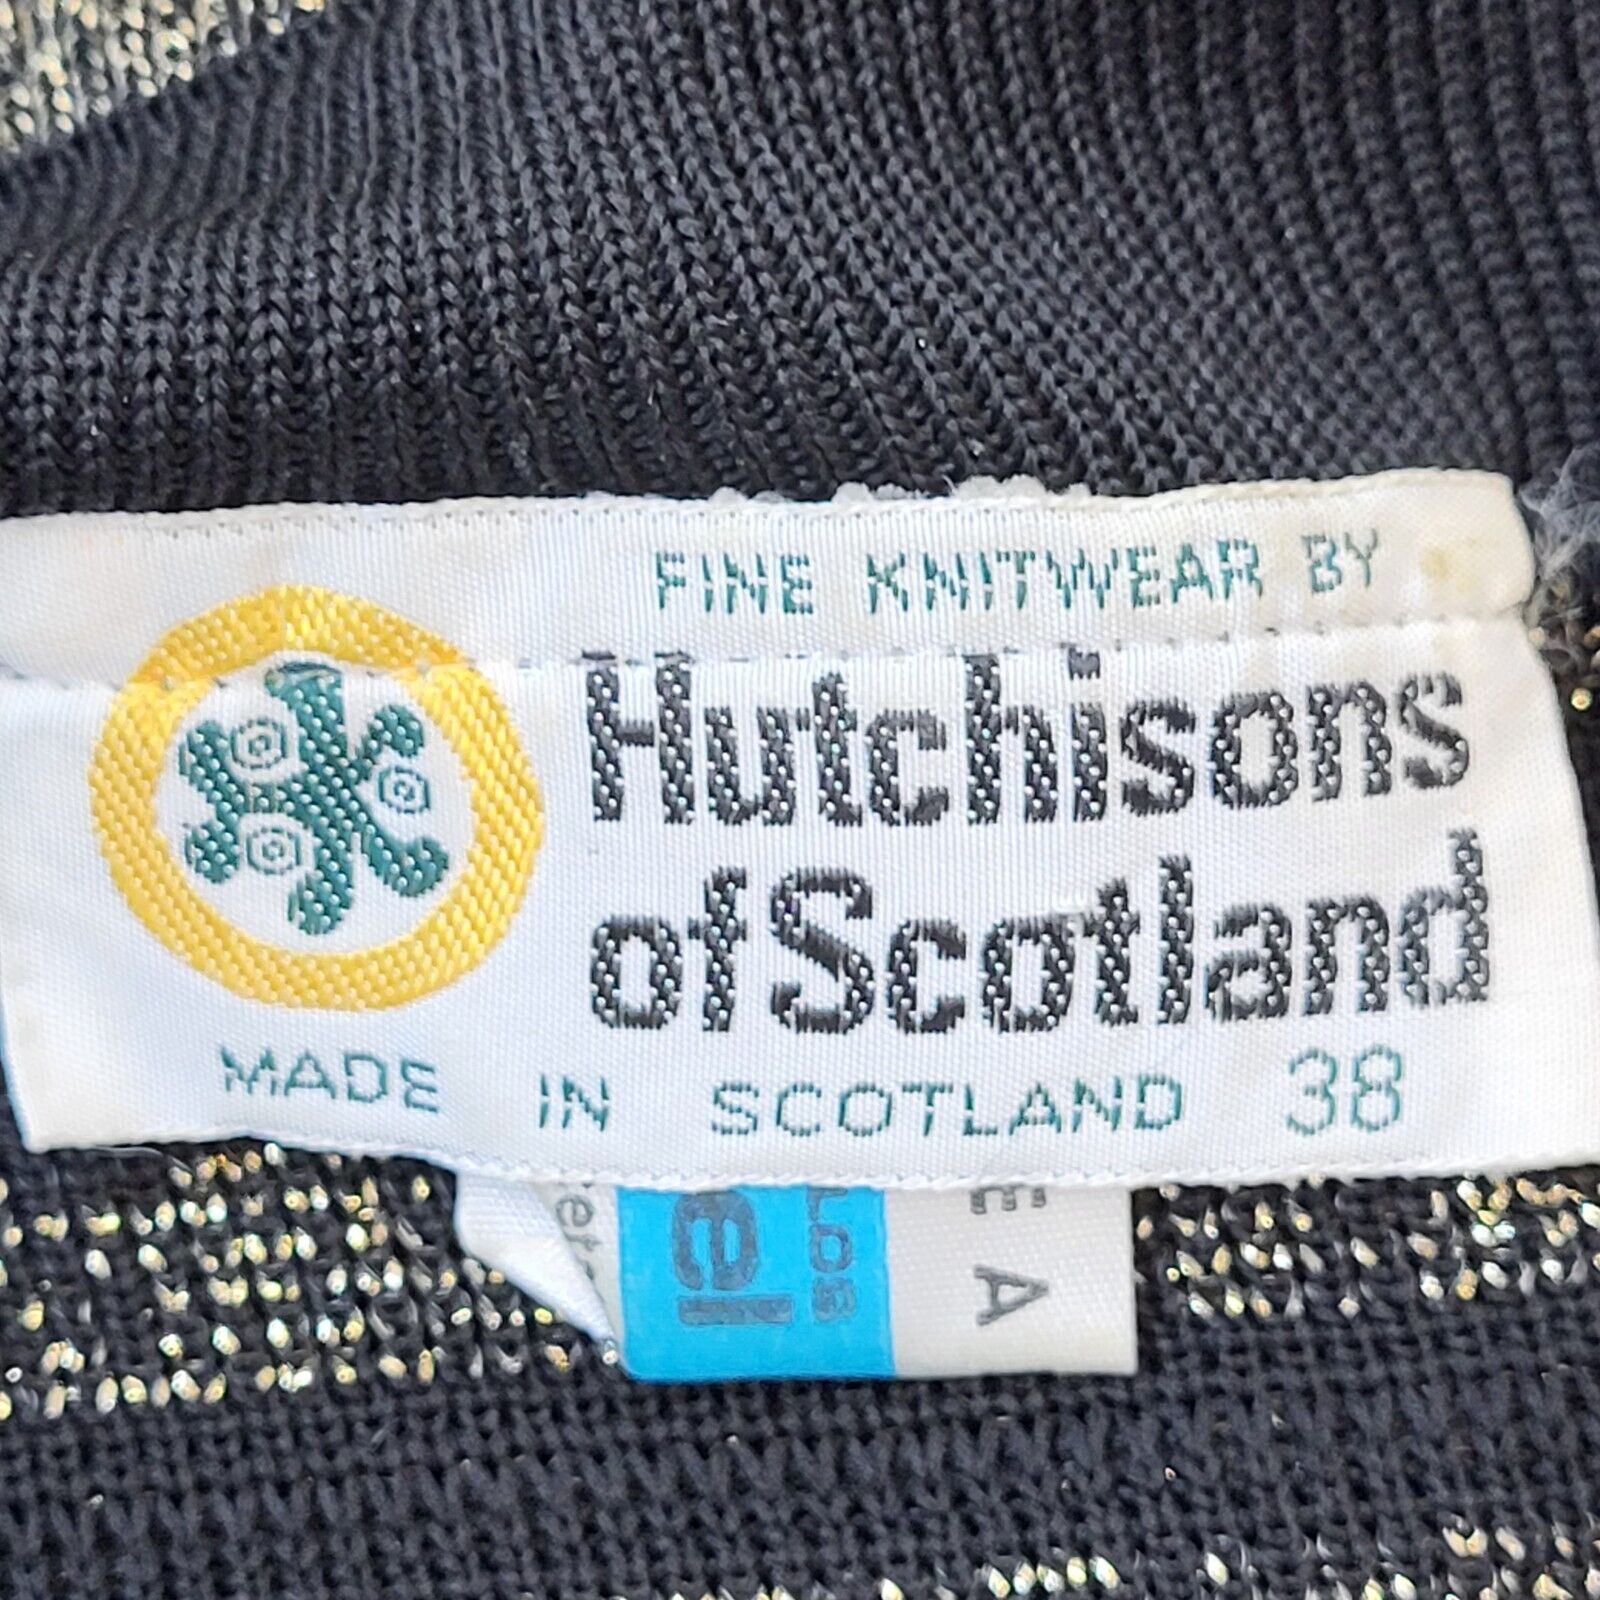 FINE KNITWEAR BY
Hutchisons
of Scotland
MADE IN SCOTLAND 38